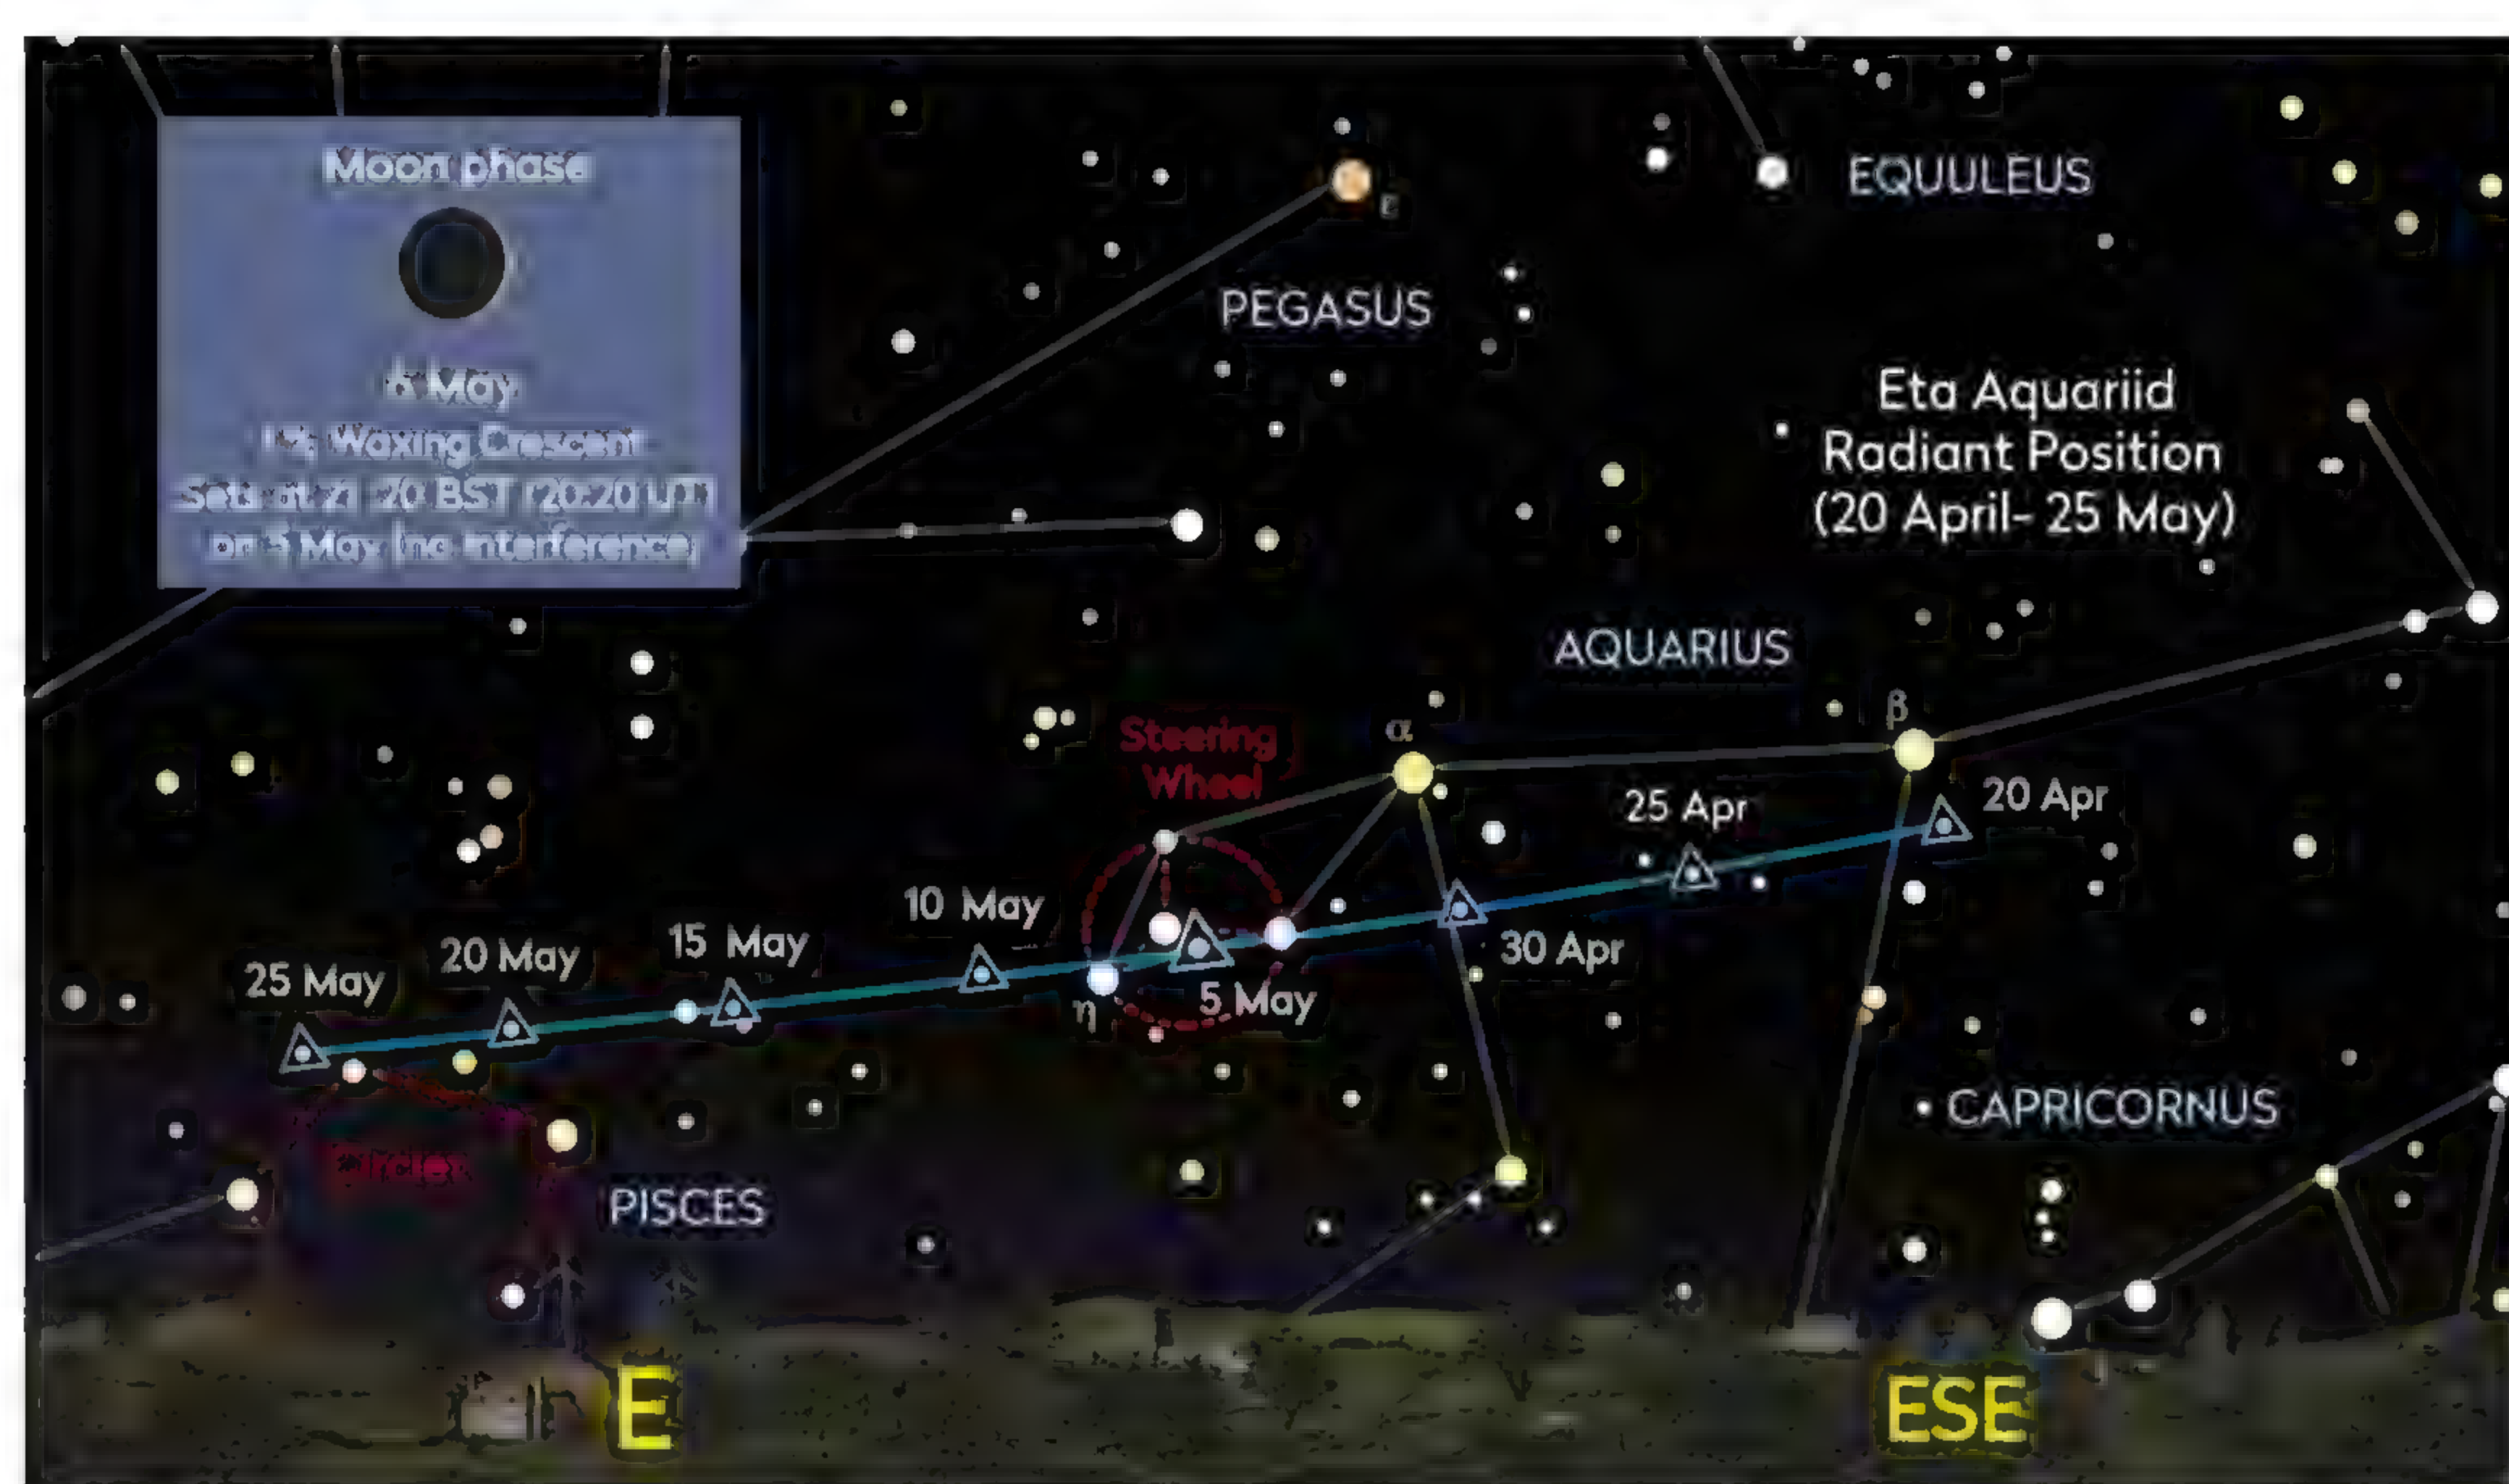 Moon phase
6 May
Waxing Crescent
Sets at 21:20 BST (20:20 UT)
on 5 May (no interference)
ε
EQUULEUS
PEGASUS
Eta Aquariid
Radiant Position
(20 April- 25 May)
AQUARIUS
Steering
Wheel
α
β
20 Apr
25 Apr
30 Apr
5 May
10 May
15 May
20 May
25 May
η
CAPRICORNUS
PISCES
E
ESE